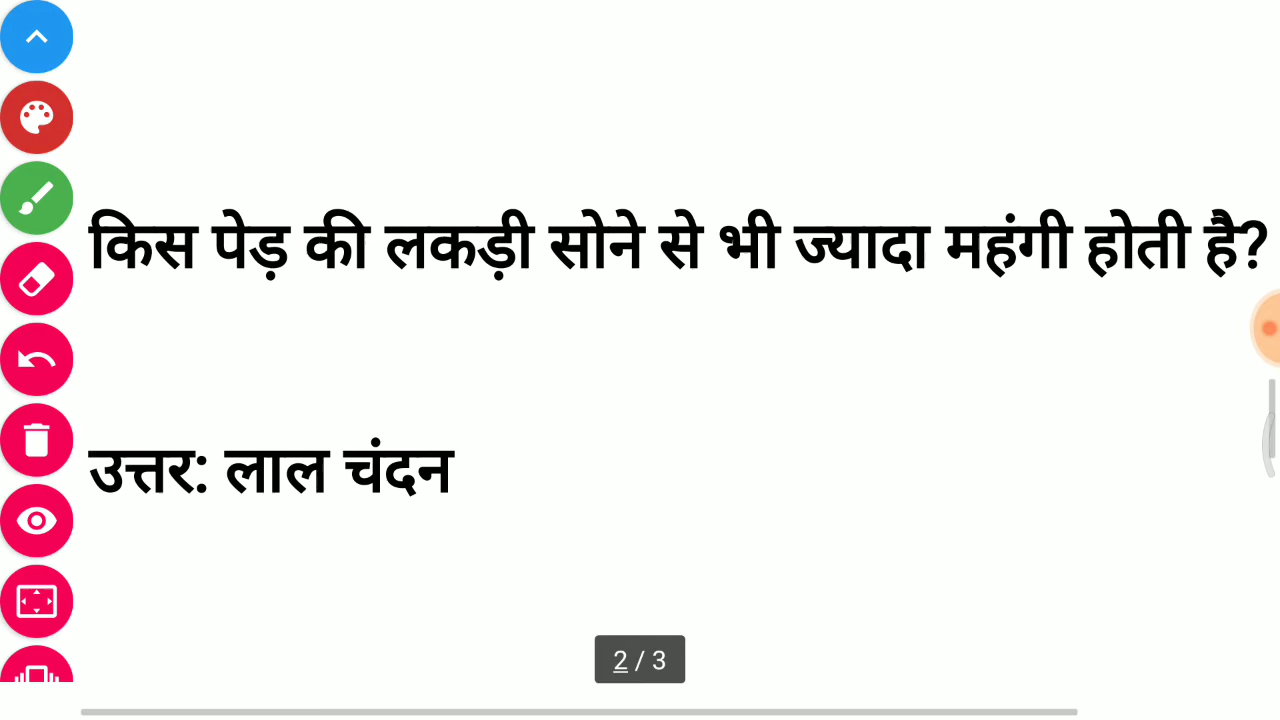 किस पेड़ की लकड़ी सोने से भी ज्यादा महंगी होती है?
उत्तर: लाल चंदन
2 / 3